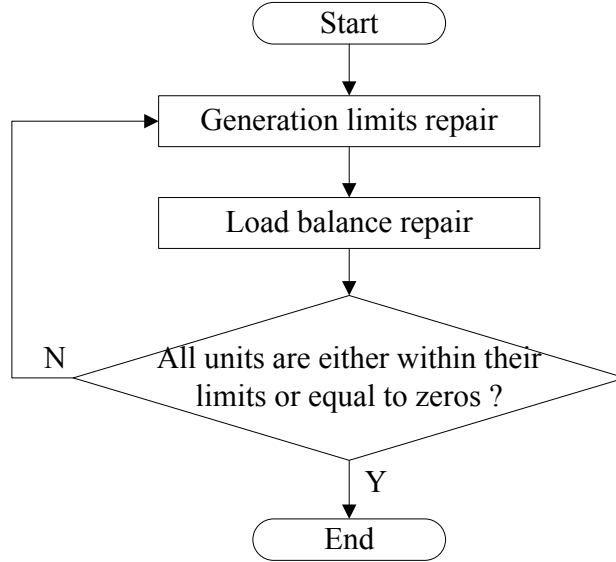 Start
Generation limits repair
Load balance repair
All units are either within their
limits or equal to zeros ?
N
Y
End